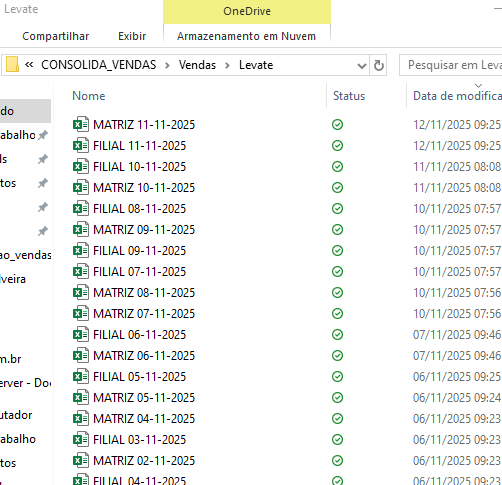 Levate
OneDrive
Compartilhar Exibir Armazenamento em Nuvem
« CONSOLIDA_VENDAS > Vendas > Levate Pesquisar em Leva
Nome Status Data de modifica
do
abalho
ls
tos
ao_vendas
lveira
m.br
erver - Do
utador
abalho
tos
MATRIZ 11-11-2025 12/11/2025 09:25
FILIAL 11-11-2025 12/11/2025 09:25
FILIAL 10-11-2025 11/11/2025 08:08
MATRIZ 10-11-2025 11/11/2025 08:08
FILIAL 08-11-2025 10/11/2025 07:57
MATRIZ 09-11-2025 10/11/2025 07:57
FILIAL 09-11-2025 10/11/2025 07:57
FILIAL 07-11-2025 10/11/2025 07:57
MATRIZ 08-11-2025 10/11/2025 07:56
MATRIZ 07-11-2025 10/11/2025 07:56
FILIAL 06-11-2025 07/11/2025 09:46
MATRIZ 06-11-2025 07/11/2025 09:46
FILIAL 05-11-2025 06/11/2025 09:25
MATRIZ 05-11-2025 06/11/2025 09:24
MATRIZ 04-11-2025 06/11/2025 09:23
FILIAL 03-11-2025 06/11/2025 09:23
MATRIZ 02-11-2025 06/11/2025 09:23
FILIAL 04-11-2025 06/11/2025 09:23